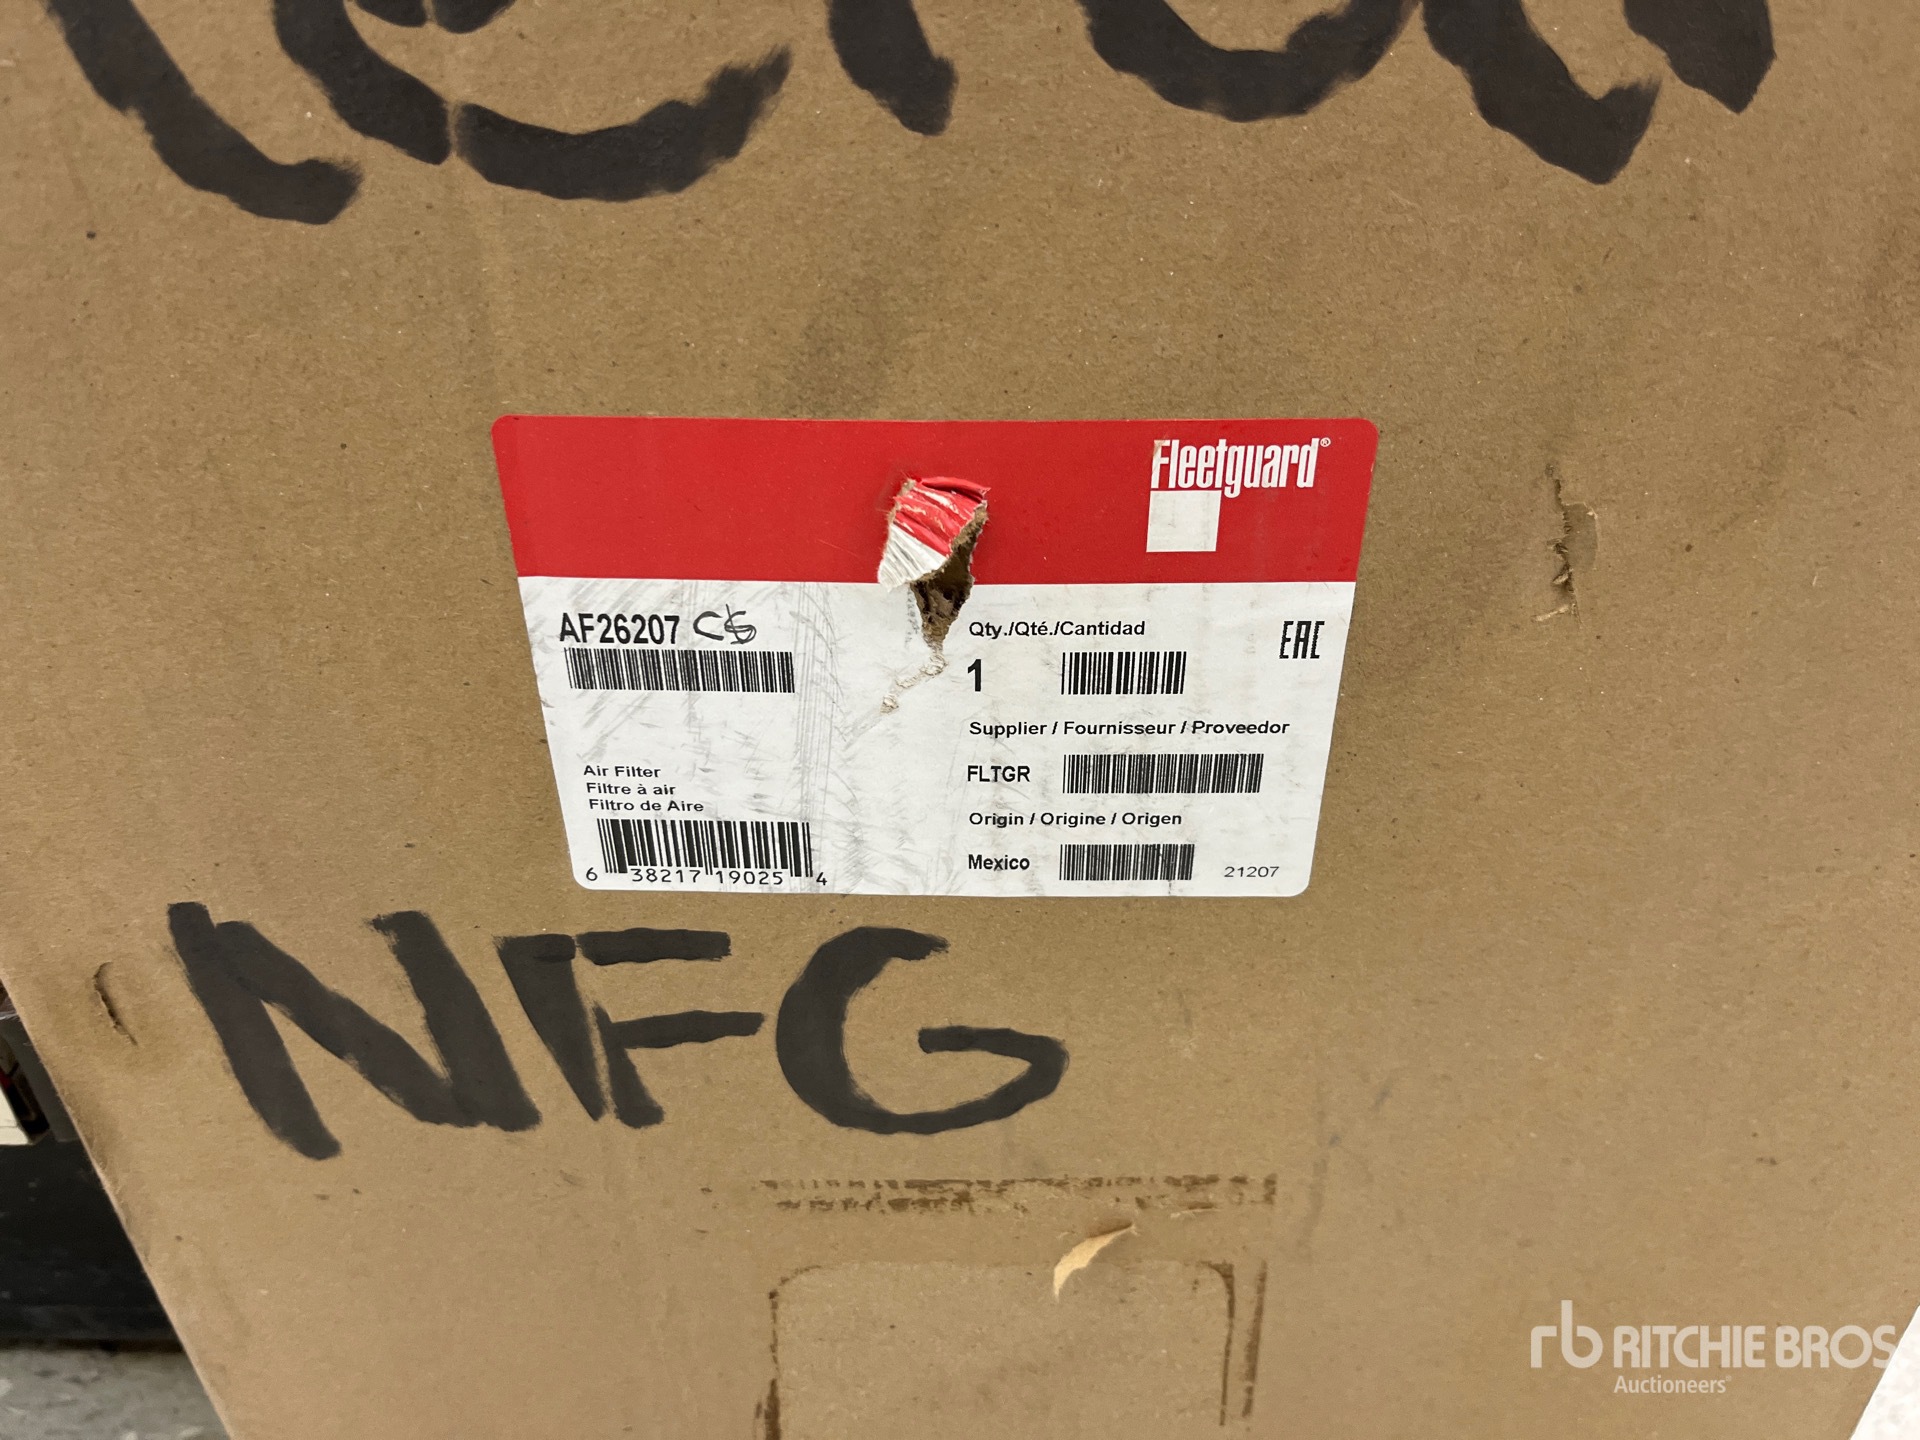 Fleetguard®
AF26207 CS
Qty./Qté./Cantidad
1
EAC
Supplier / Fournisseur / Proveedor
FLTGR
Air Filter
Filtre à air
Filtro de Aire
Origin / Origine / Origen
Mexico
21207
6 38217 19025 4
NFG
rb RITCHIE BROS
Auctioneers